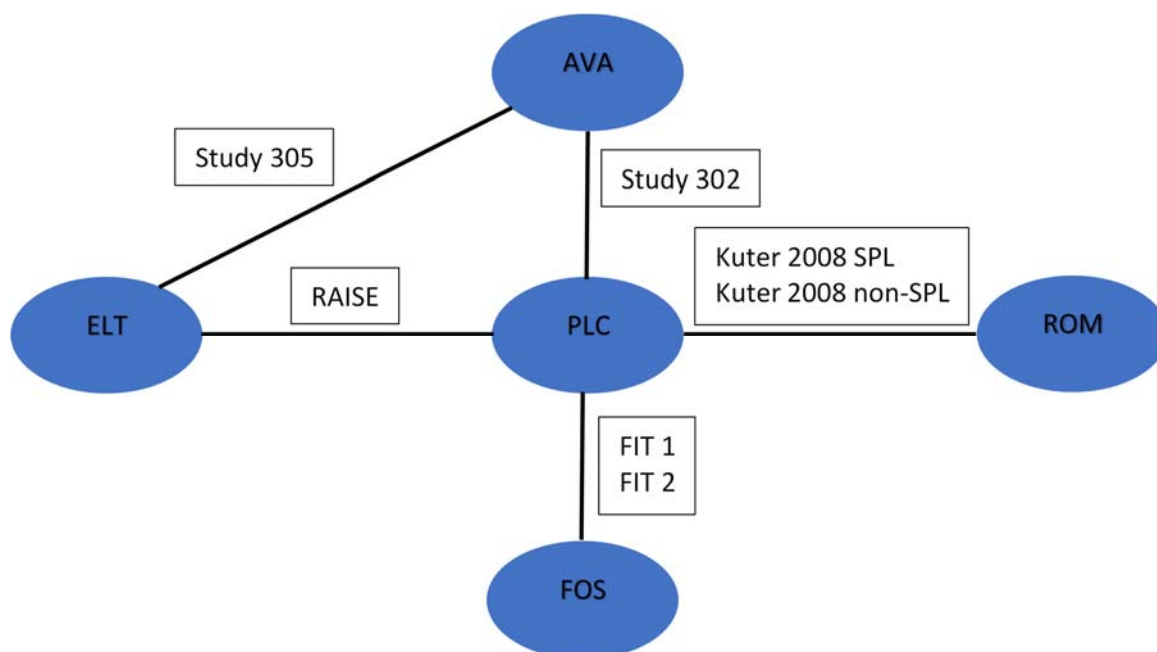 AVA
Study 305
Study 302
Kuter 2008 SPL
Kuter 2008 non-SPL
RAISE
ELT
PLC
ROM
FIT 1
FIT 2
FOS